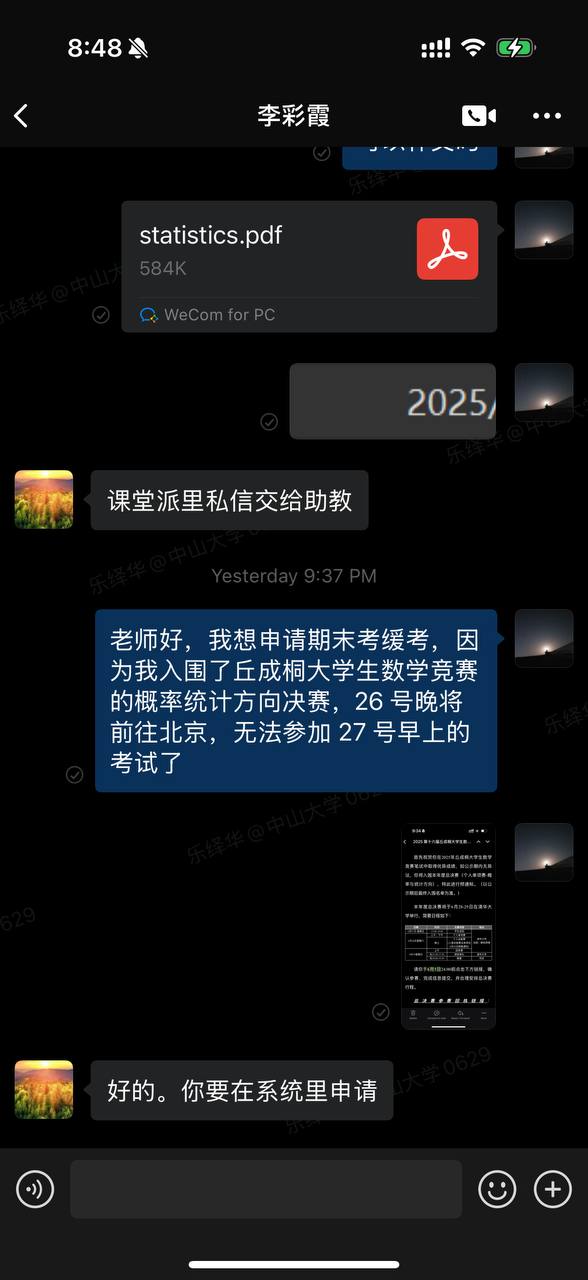 8:48
李彩霞
statistics.pdf
584K
WeCom for PC
2025/
课堂派里私信交给助教
Yesterday 9:37 PM
老师好，我想申请期末考缓考，因
为我入围了丘成桐大学生数学竞赛
的概率统计方向决赛，26 号晚将
前往北京，无法参加 27 号早上的
考试了
好的。你要在系统里申请
乐绎华@中山大学 0629